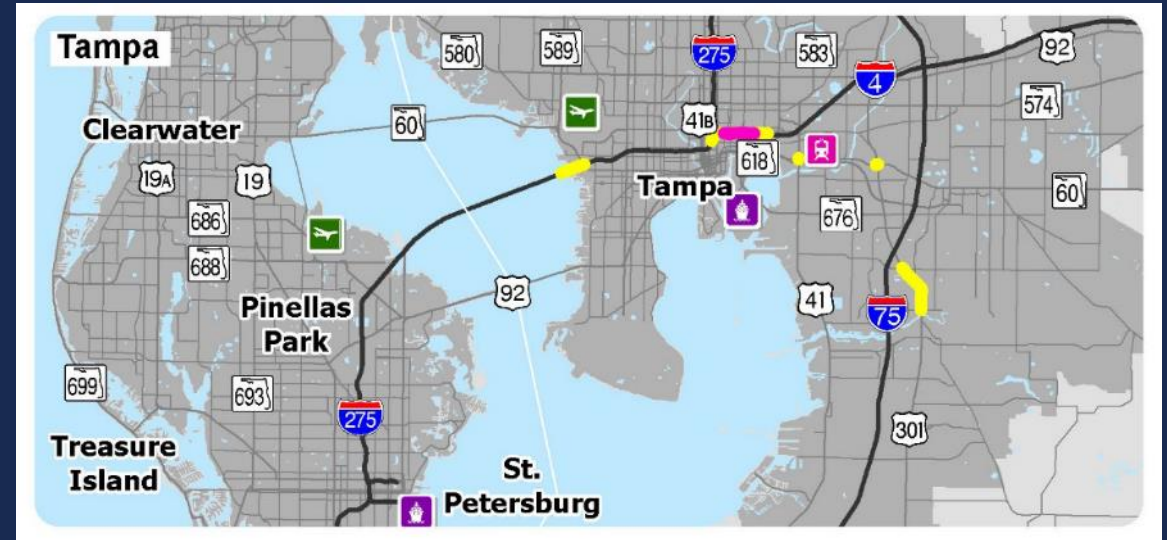 Tampa
580
589
275
583
4
92
574
60
41B
Clearwater
618
19A
19
Tampa
60
686
676
688
92
41
75
Pinellas
Park
699
693
275
301
Treasure
Island
St.
Petersburg